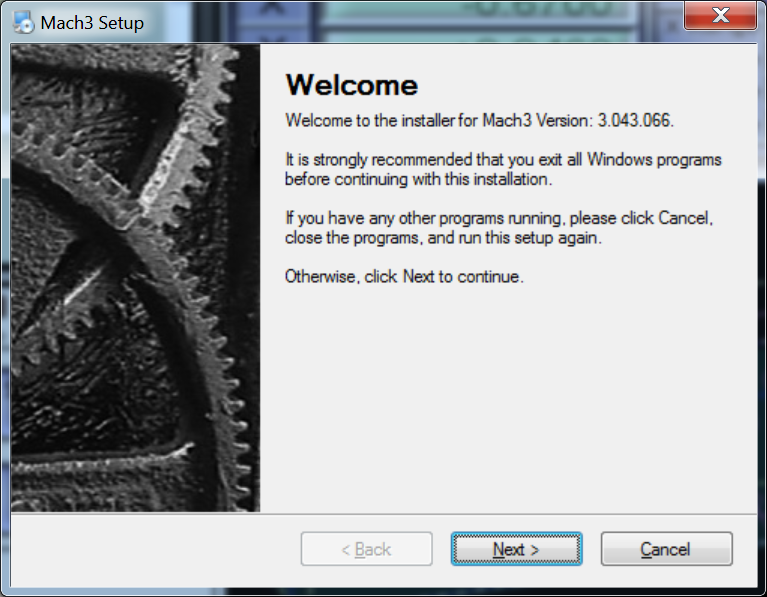 Mach3 Setup
Welcome
Welcome to the installer for Mach3 Version: 3.043.066.
It is strongly recommended that you exit all Windows programs
before continuing with this installation.
If you have any other programs running, please click Cancel,
close the programs, and run this setup again.
Otherwise, click Next to continue.
< Back
Next >
Cancel